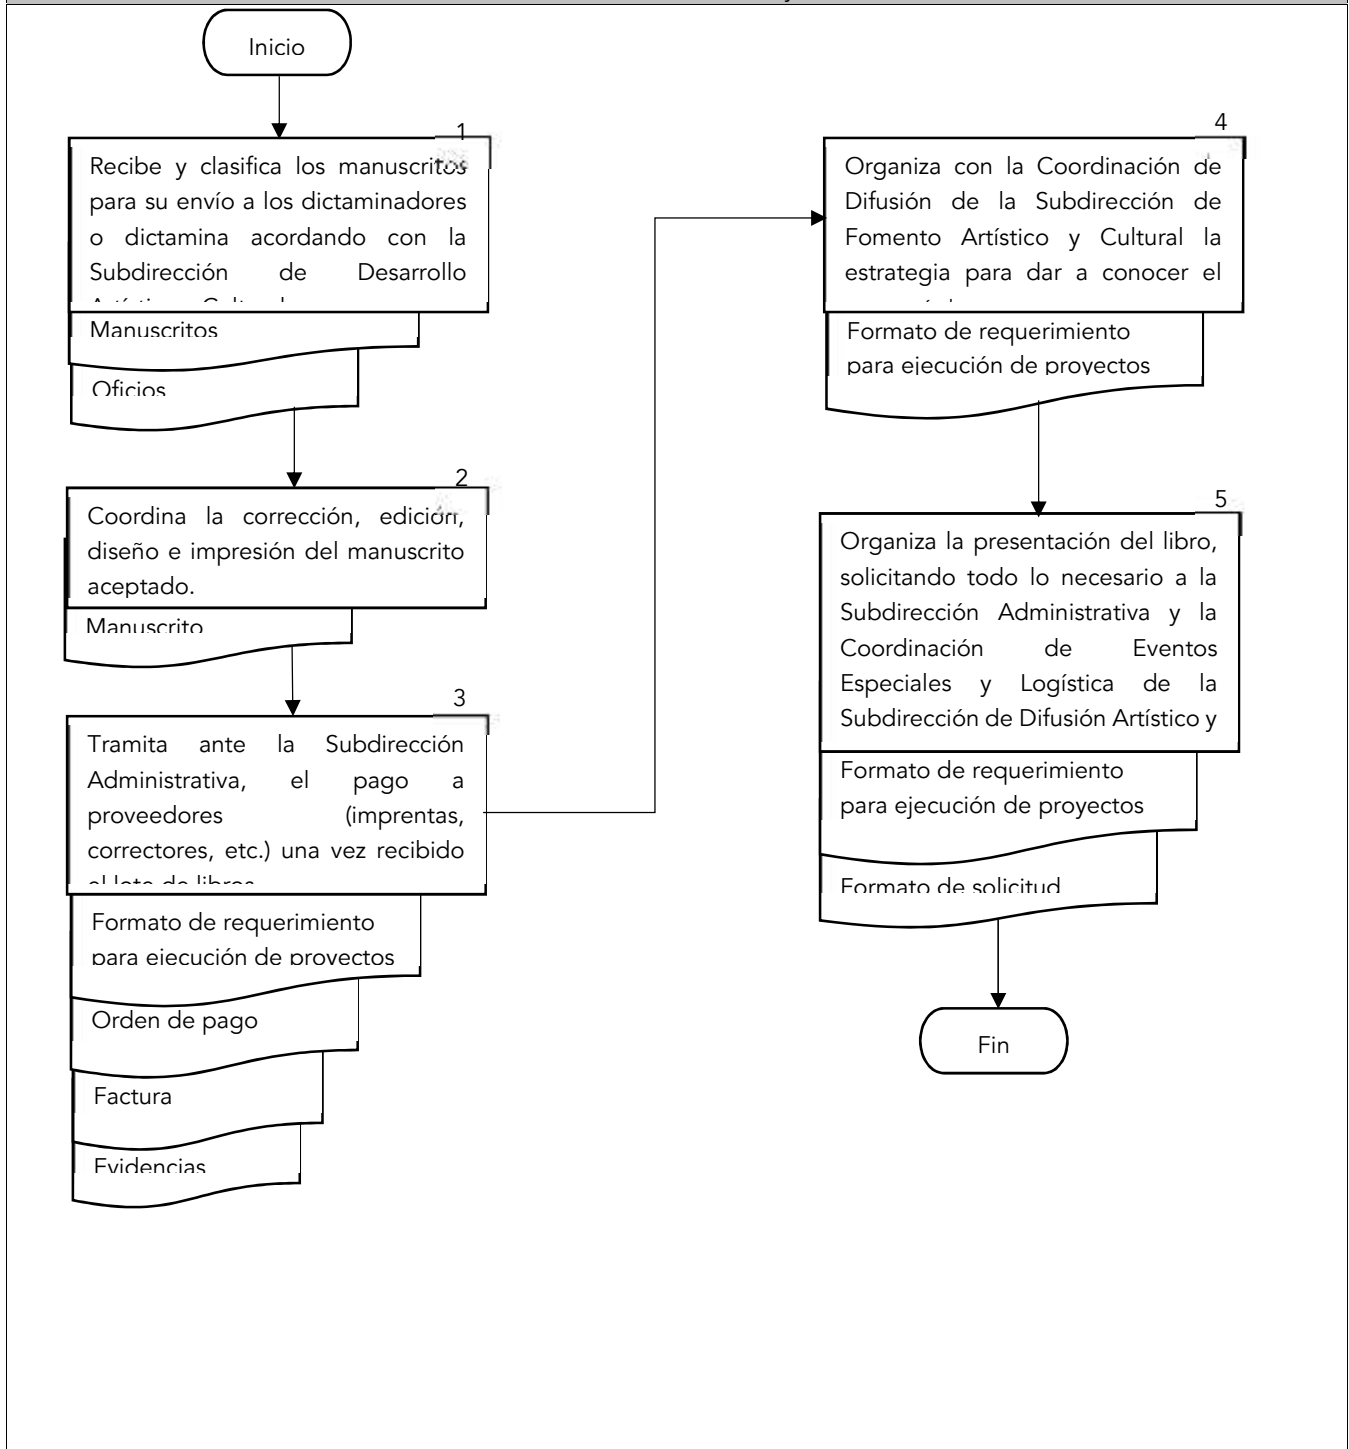 Inicio
1
Recibe y clasifica los manuscritos
para su envío a los dictaminadores
o dictamina acordando con la
Subdirección de Desarrollo
Manuscritos
Oficios
2
Coordina la corrección, edición,
diseño e impresión del manuscrito
aceptado.
Manuscrito
3
Tramita ante la Subdirección
Administrativa, el pago a
proveedores (imprentas,
correctores, etc.) una vez recibido
el lote de libros
Formato de requerimiento
para ejecución de proyectos
Orden de pago
Factura
Evidencias
4
Organiza con la Coordinación de
Difusión de la Subdirección de
Fomento Artístico y Cultural la
estrategia para dar a conocer el
Formato de requerimiento
para ejecución de proyectos
5
Organiza la presentación del libro,
solicitando todo lo necesario a la
Subdirección Administrativa y la
Coordinación de Eventos
Especiales y Logística de la
Subdirección de Difusión Artístico y
Formato de requerimiento
para ejecución de proyectos
Formato de solicitud
Fin